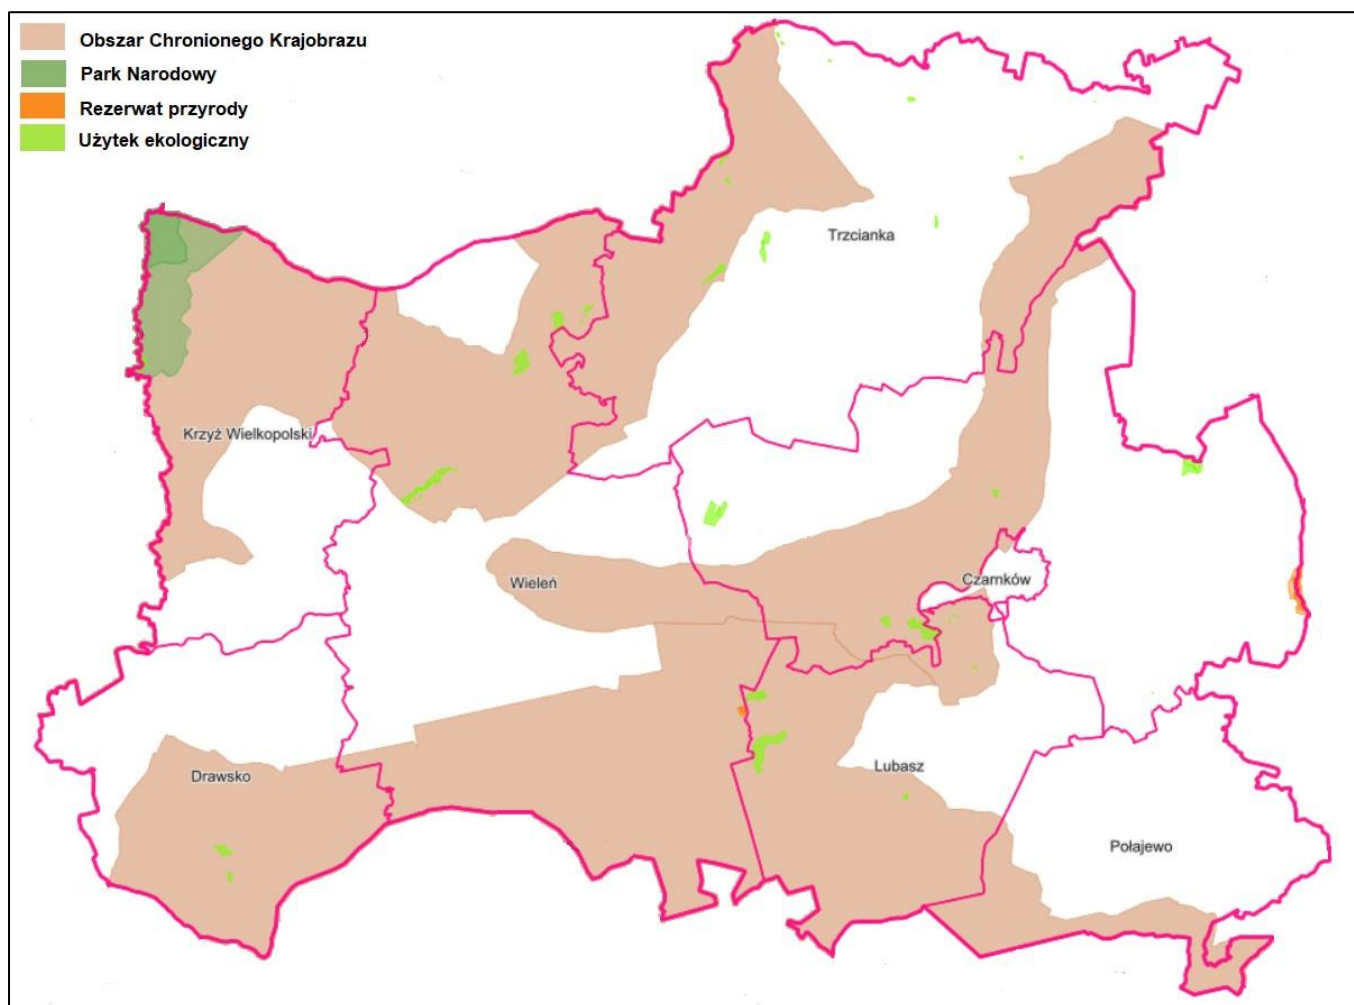 Obszar Chronionego Krajobrazu
Park Narodowy
Rezerwat przyrody
Użytek ekologiczny
Trzcianka
Krzyż Wielkopolski
Wieleń
Czarnków
Drawsko
Lubasz
Połajewo